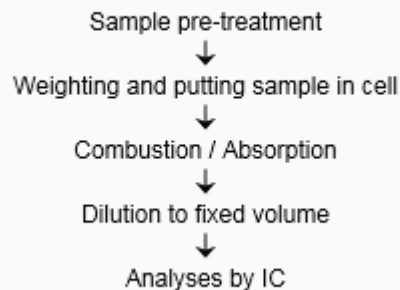 Sample pre-treatment
↓
Weighting and putting sample in cell
↓
Combustion / Absorption
↓
Dilution to fixed volume
↓
Analyses by IC